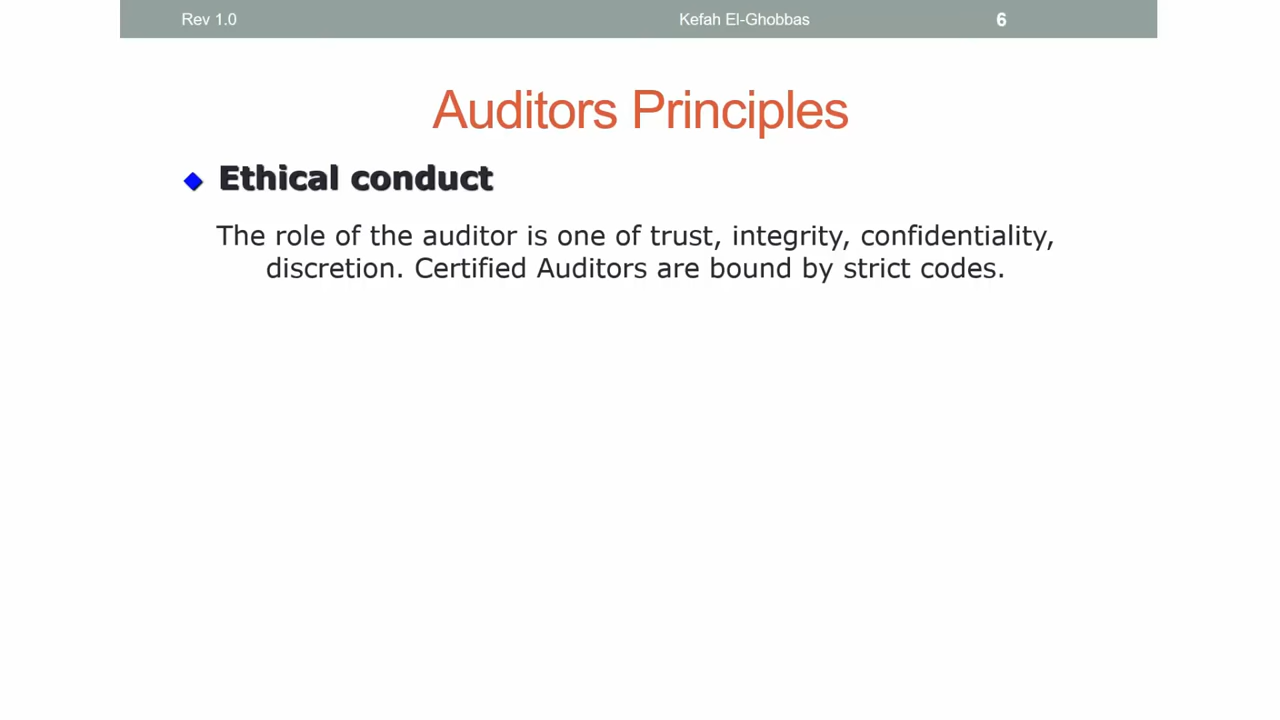 Rev 1.0 Kefah El-Ghobbas 6
Auditors Principles
Ethical conduct
The role of the auditor is one of trust, integrity, confidentiality,
discretion. Certified Auditors are bound by strict codes.